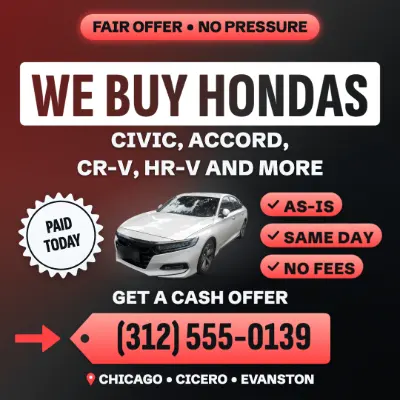 FAIR OFFER • NO PRESSURE
WE BUY HONDAS
CIVIC, ACCORD,
CR-V, HR-V AND MORE
PAID
TODAY
✓ AS-IS
✓ SAME DAY
✓ NO FEES
GET A CASH OFFER
(312) 555-0139
CHICAGO • CICERO • EVANSTON